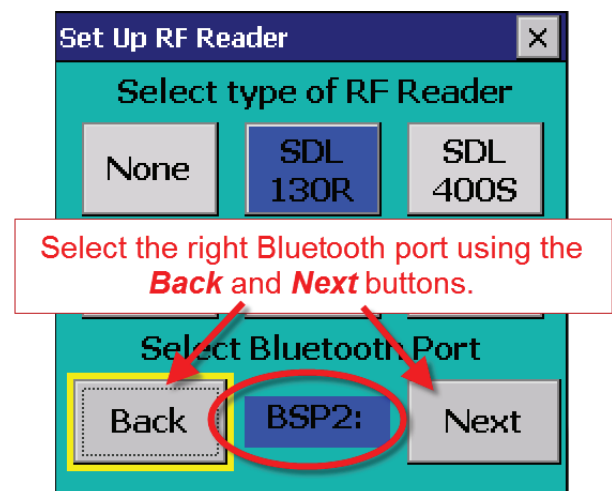 Set Up RF Reader
Select type of RF Reader
None
SDL
130R
SDL
400S
Select the right Bluetooth port using the
Back and Next buttons.
Select Bluetooth Port
Back
BSP2:
Next